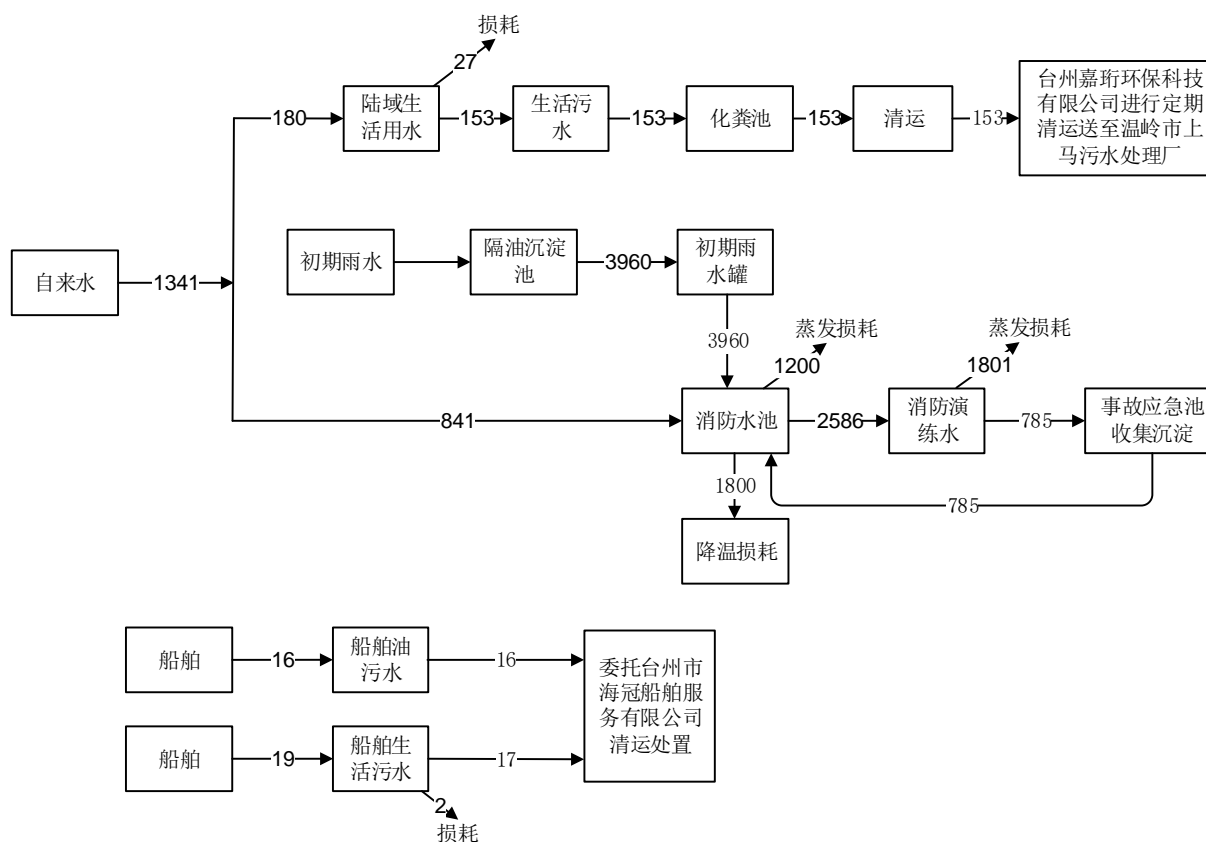 损耗
27
180
陆域生
活用水
153
生活污
水
153
化粪池
153
清运
153
台州嘉珩环保科技
有限公司进行定期
清运送至温岭市上
马污水处理厂
自来水
1341
初期雨水
隔油沉淀
池
3960
初期雨
水罐
3960
蒸发损耗
1200
蒸发损耗
1801
841
消防水池
2586
消防演
练水
785
事故应急池
收集沉淀
785
1800
降温损耗
船舶
16
船舶油
污水
16
委托台州市
海冠船舶服
务有限公司
清运处置
船舶
19
船舶生
活污水
17
2
损耗